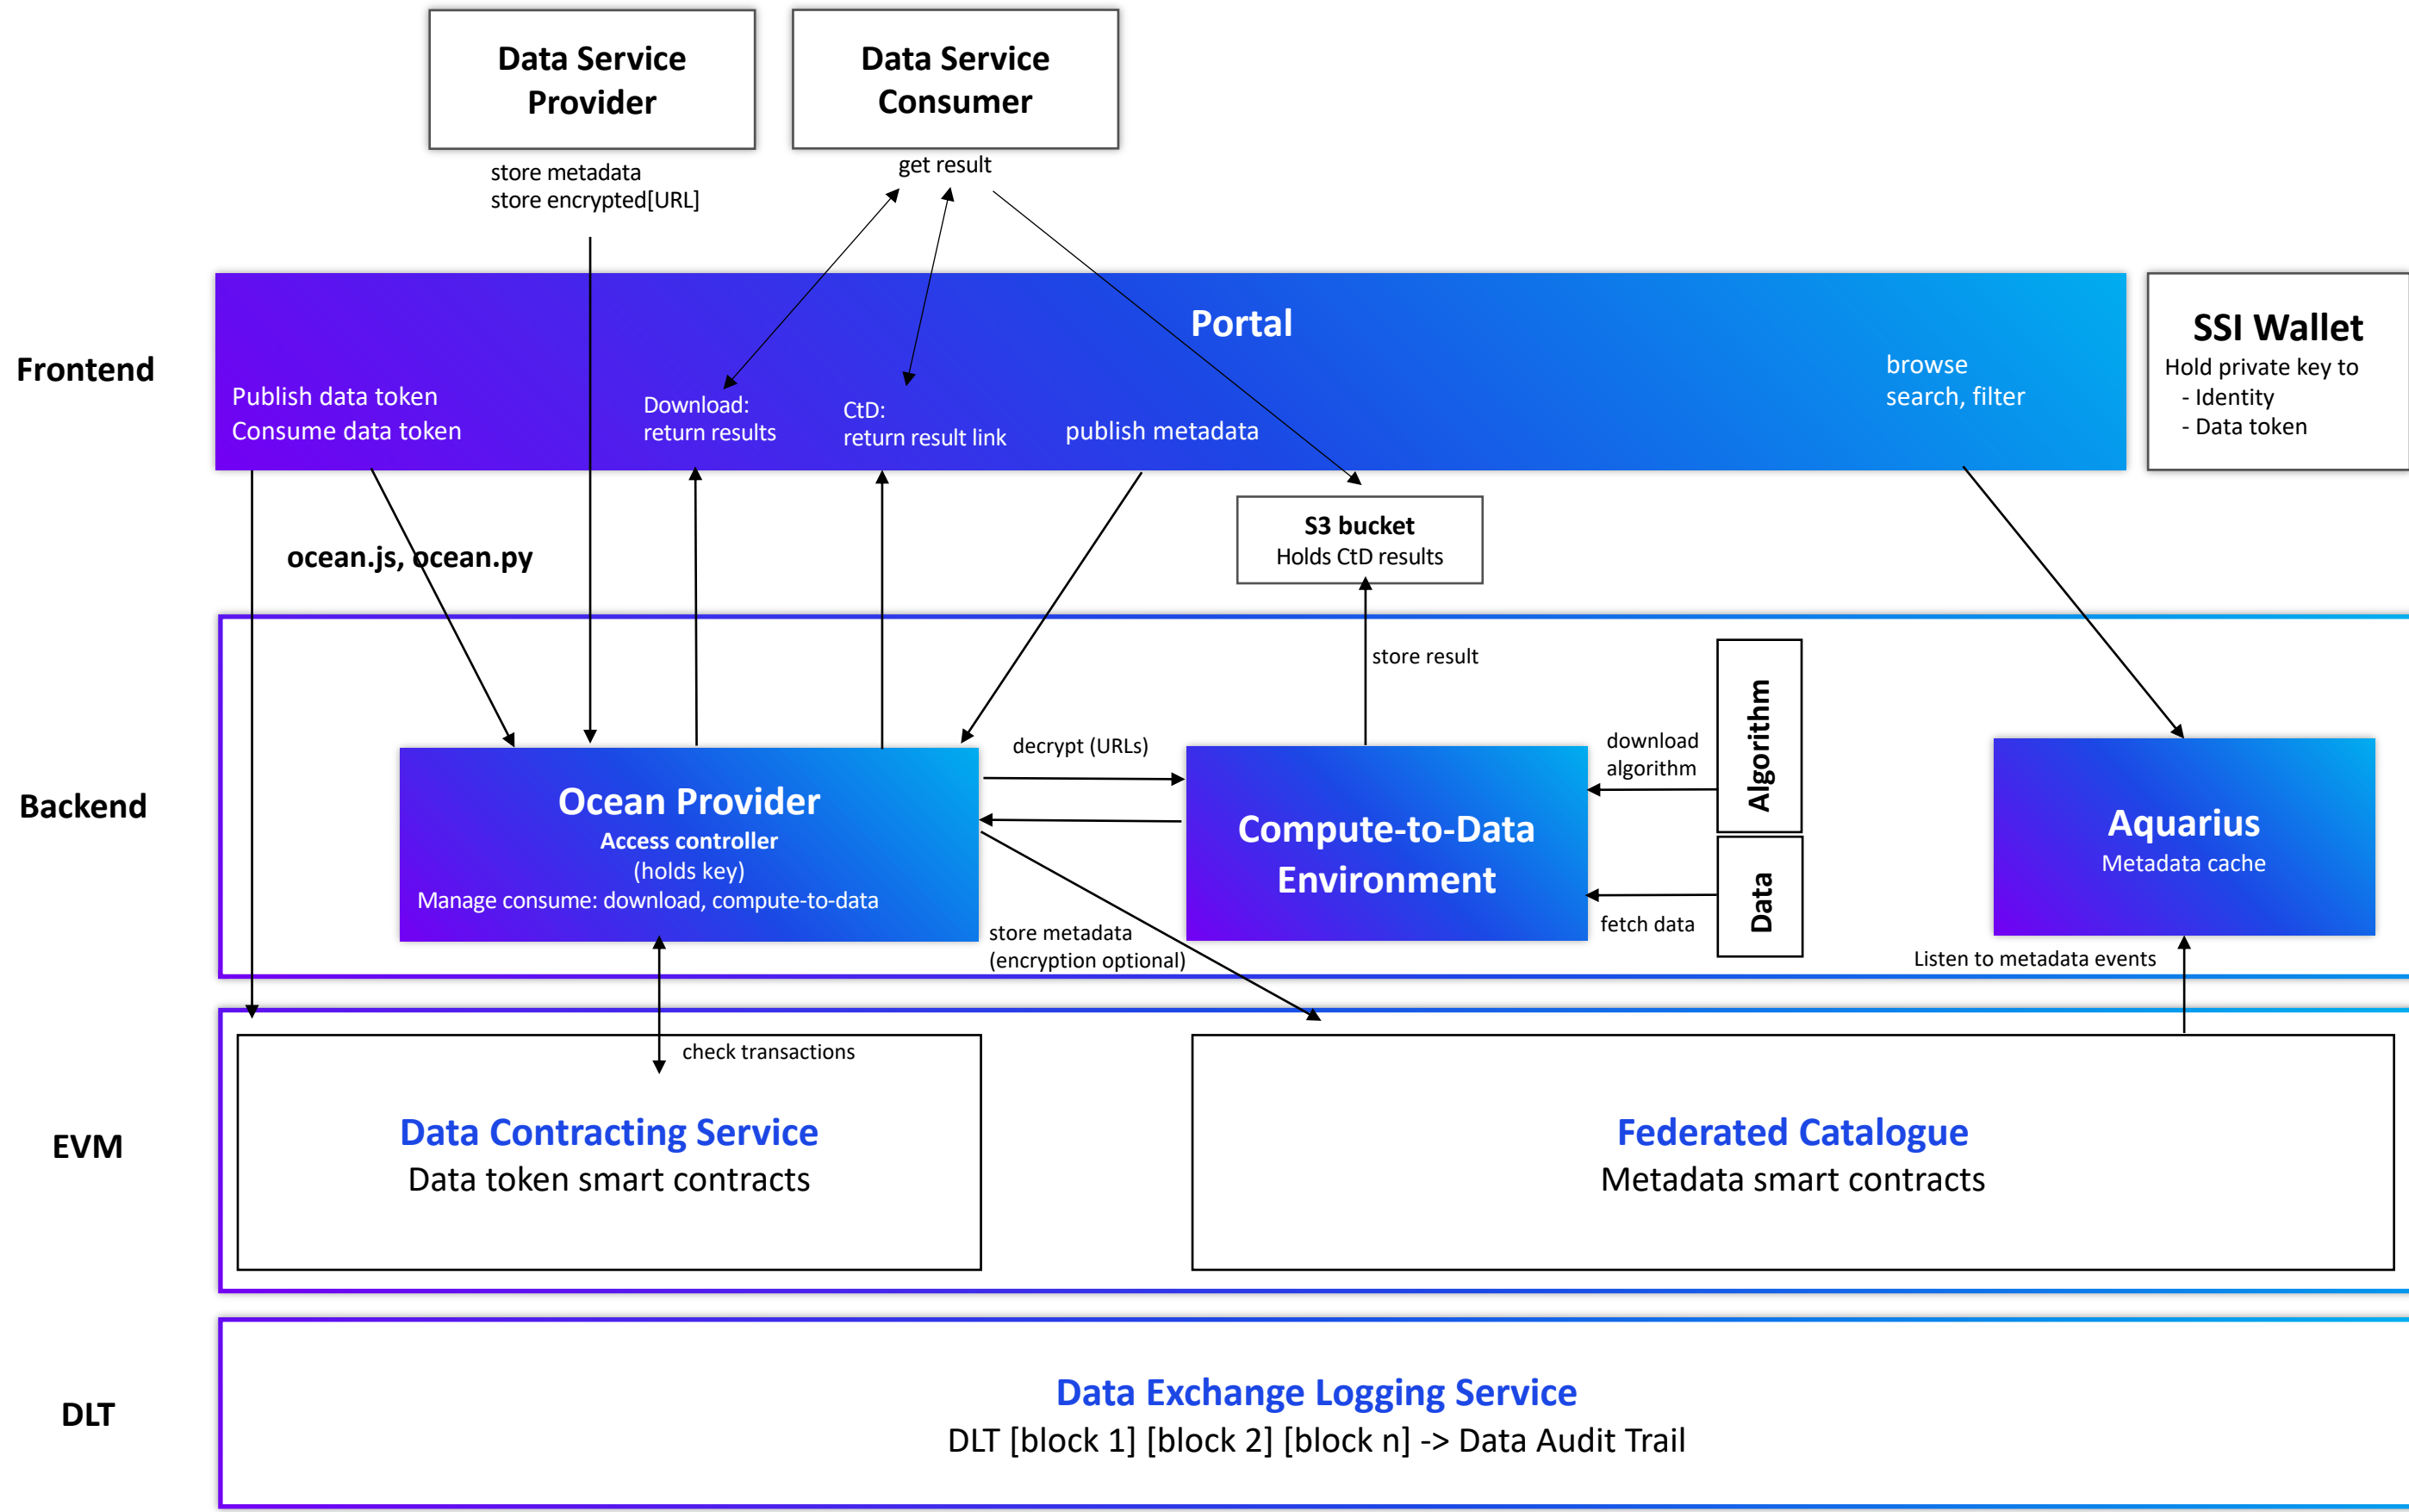 Data Service
Provider
Data Service
Consumer
store metadata
store encrypted[URL]
get result
Frontend
Portal
Publish data token
Consume data token
Download:
return results
CtD:
return result link
publish metadata
browse
search, filter
SSI Wallet
Hold private key to
- Identity
- Data token
ocean.js, ocean.py
S3 bucket
Holds CtD results
store result
Backend
Ocean Provider
Access controller
(holds key)
Manage consume: download, compute-to-data
decrypt (URLs)
Compute-to-Data
Environment
download
algorithm
Algorithm
fetch data
Data
Aquarius
Metadata cache
store metadata
(encryption optional)
Listen to metadata events
EVM
check transactions
Data Contracting Service
Data token smart contracts
Federated Catalogue
Metadata smart contracts
DLT
Data Exchange Logging Service
DLT [block 1] [block 2] [block n] -> Data Audit Trail